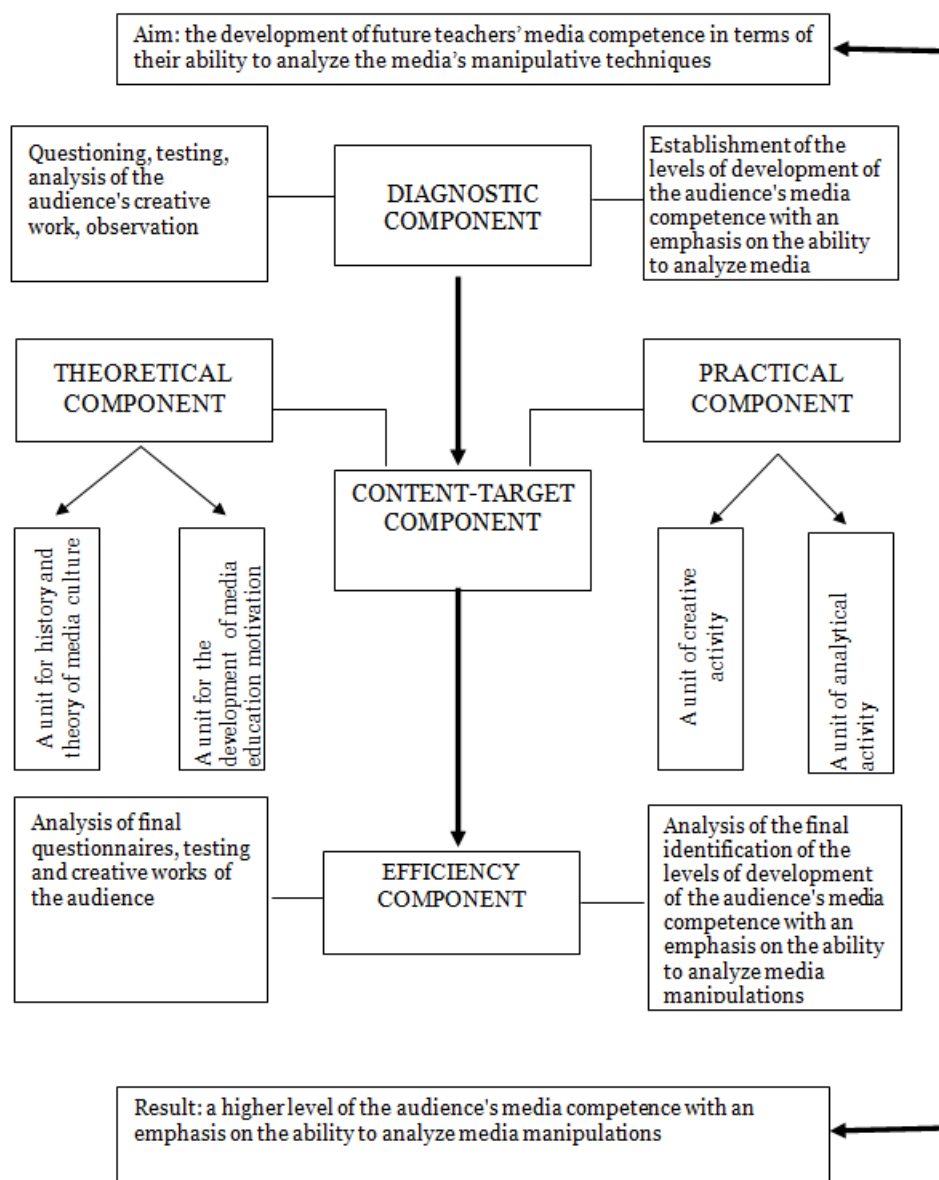 Aim: the development of future teachers’ media competence in terms of
their ability to analyze the media’s manipulative techniques
Questioning, testing,
analysis of the
audience's creative
work, observation
DIAGNOSTIC
COMPONENT
Establishment of the
levels of development of
the audience's media
competence with an
emphasis on the ability
to analyze media
THEORETICAL
COMPONENT
PRACTICAL
COMPONENT
CONTENT-TARGET
COMPONENT
A unit for history and
theory of media culture
A unit for the
development of media
education motivation
A unit of creative
activity
A unit of analytical
activity
Analysis of final
questionnaires, testing
and creative works of
the audience
EFFICIENCY
COMPONENT
Analysis of the final
identification of the
levels of development
of the audience's media
competence with an
emphasis on the ability
to analyze media
manipulations
Result: a higher level of the audience's media competence with an
emphasis on the ability to analyze media manipulations